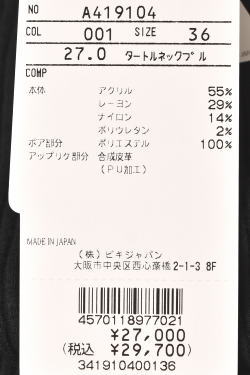 NO A419104
COL 001 SIZE 36
27.0 タートルネックプル
COMP
本体 アクリル 55%
レーヨン 29%
ナイロン 14%
ポリウレタン 2%
ボア部分 ポリエステル 100%
アップリケ部分 合成皮革
(PU加工)
MADE IN JAPAN
(株)ピキジャパン
大阪市中央区西心斎橋2-1-3 8F
4570118977021
¥27,000
(税込 ¥29,700)
341910400136